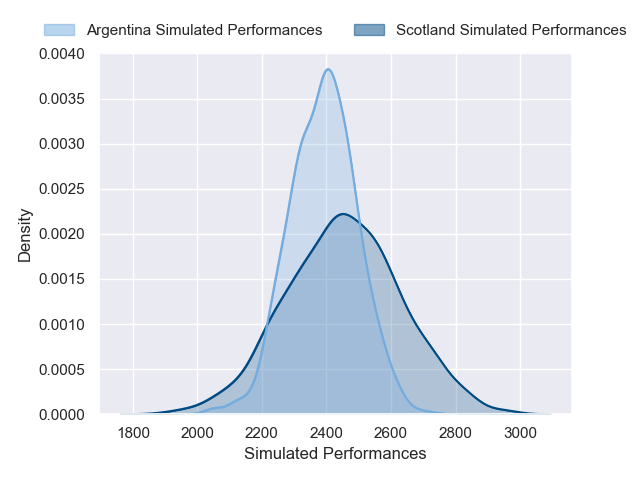 Argentina Simulated Performances Scotland Simulated Performances
0.0040
0.0035
0.0030
0.0025
0.0020
0.0015
0.0010
0.0005
0.0000
Density
1800 2000 2200 2400 2600 2800 3000
Simulated Performances